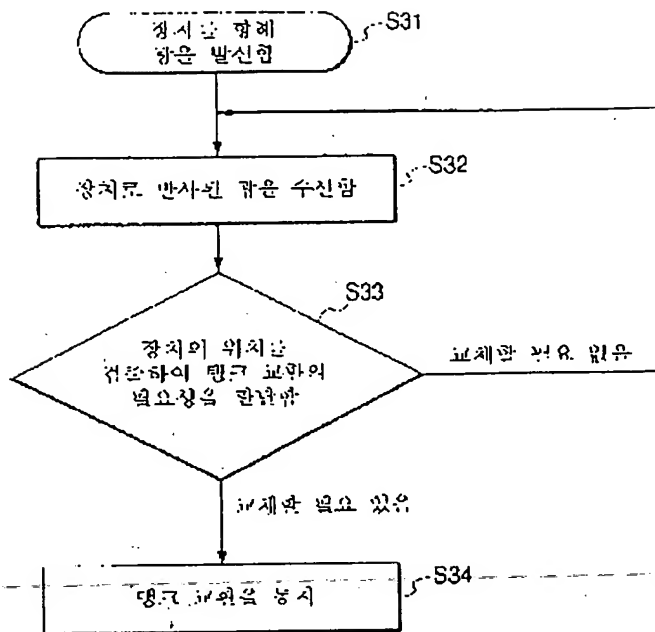 장치를 향해
광을 발신함
S31
장치로 반사된 광을 수신함
S32
S33
장치의 위치를
검출하여 탱크 교환의
필요성을 판단함
교체할 필요 없음
교체할 필요 있음
탱크 교환을
S34